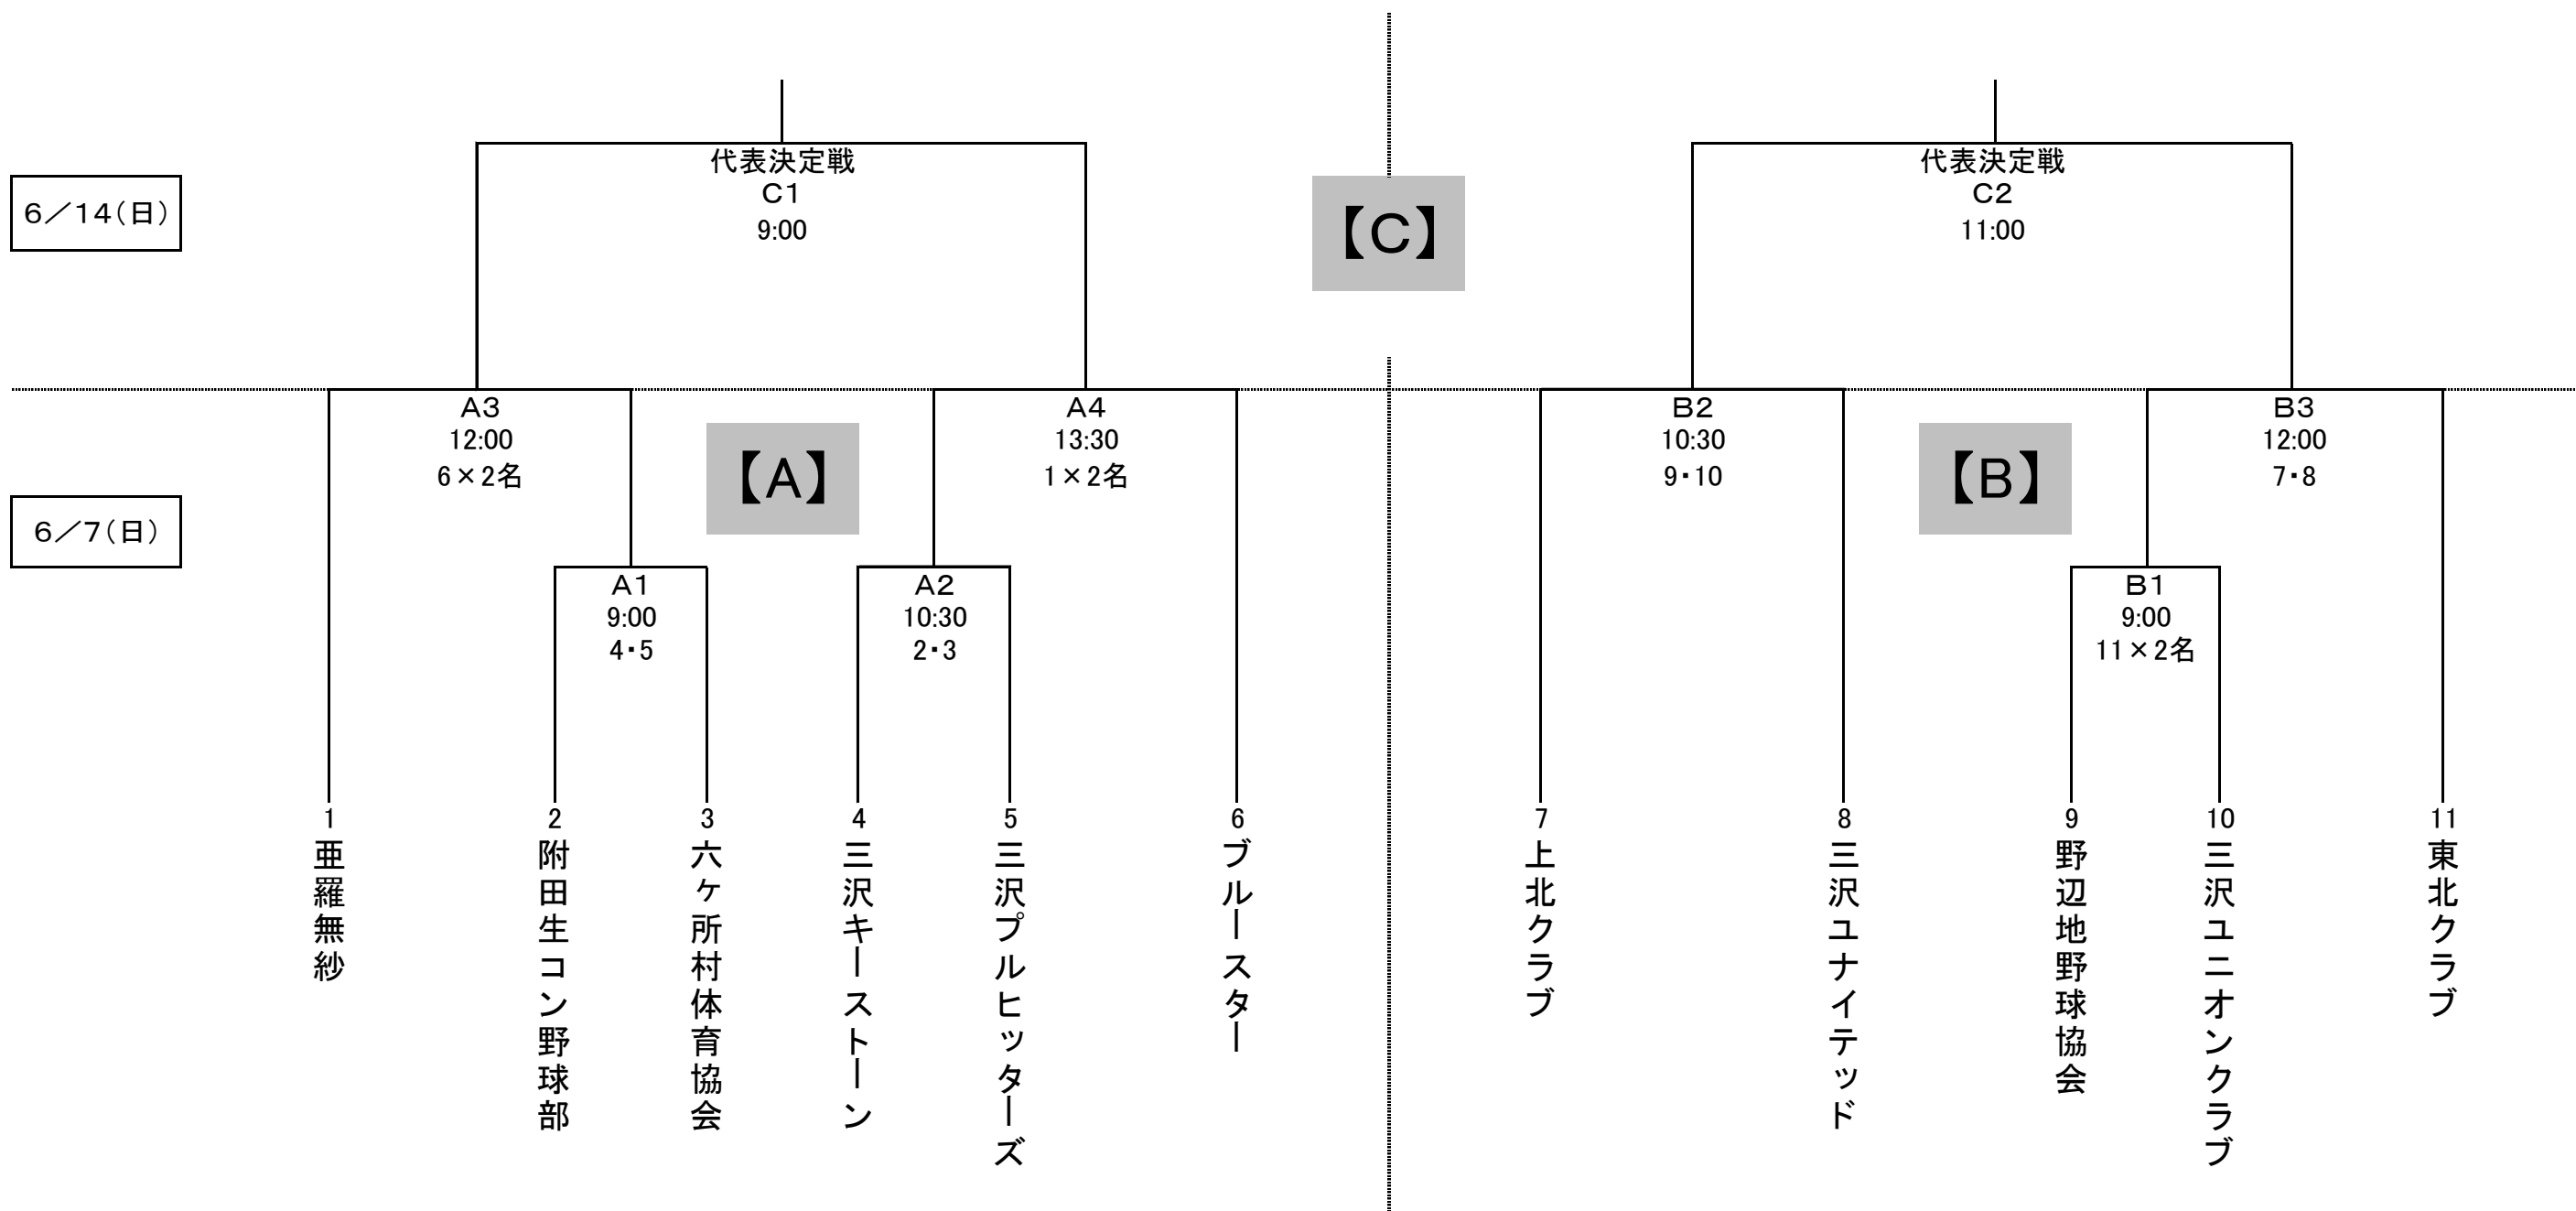 代表決定戦
C1
9:00
代表決定戦
C2
11:00
6／14（日）
【C】
A3
12:00
6×2名
A4
13:30
1×2名
B2
10:30
9・10
B3
12:00
7・8
【A】
【B】
6／7（日）
A1
9:00
4・5
A2
10:30
2・3
B1
9:00
11×2名
1
亜羅無紗
2
附田生コン野球部
3
六ヶ所村体育協会
4
三沢キーストーン
5
三沢プルヒッターズ
6
ブルースター
7
上北クラブ
8
三沢ユナイテッド
9
野辺地野球協会
10
三沢ユニオンクラブ
11
東北クラブ